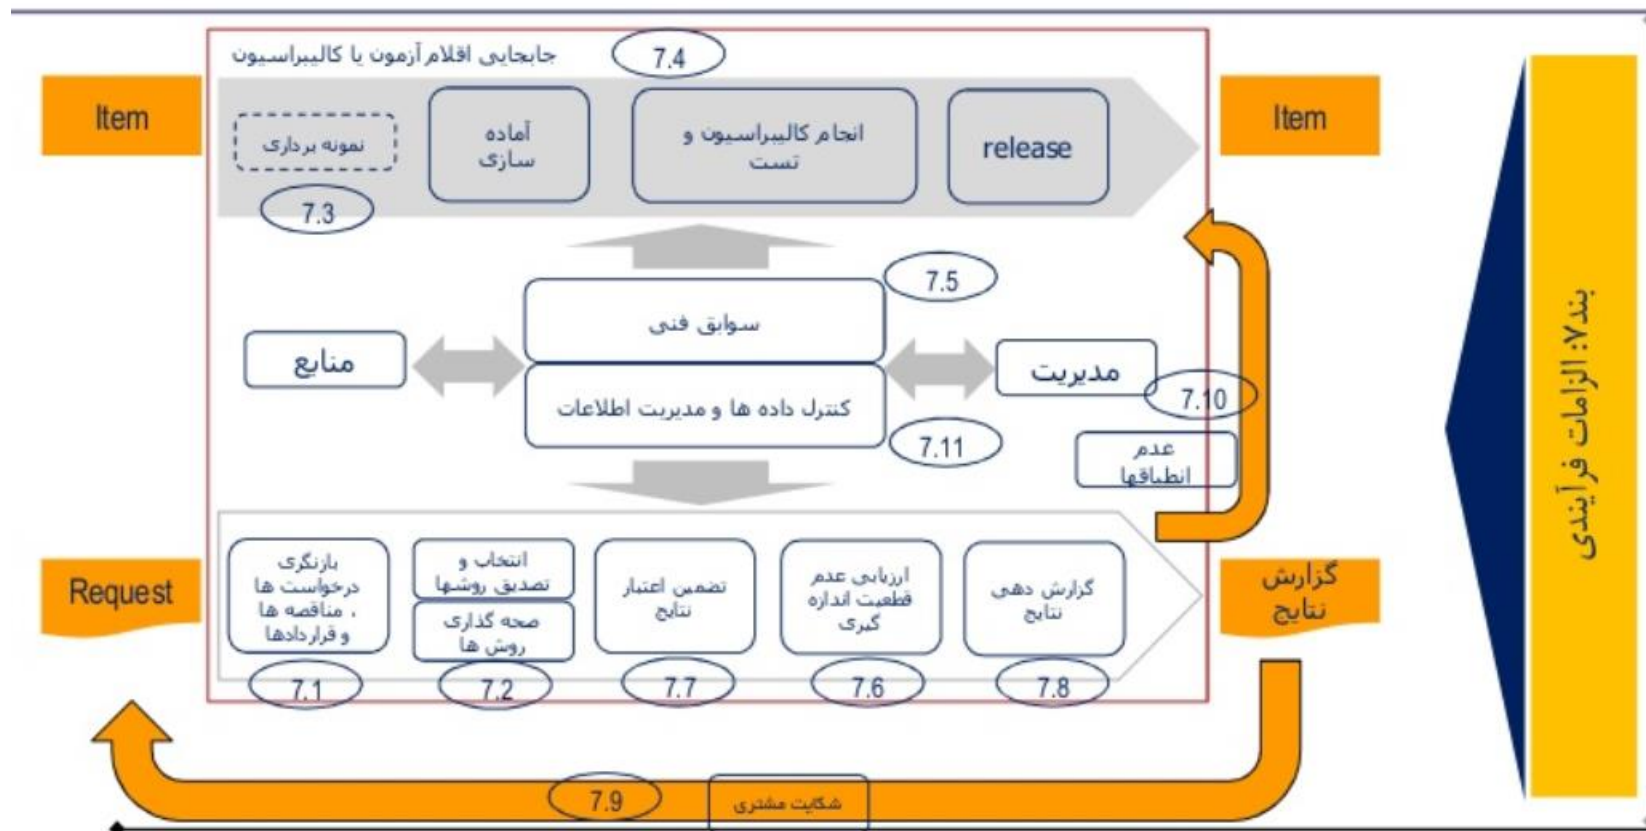 جابجایی اقلام آزمون یا کالیبراسیون
7.4
Item
نمونه برداری
7.3
آماده
سازی
انجام کالیبراسیون و
تست
release
Item
7.5
سوابق فنی
منابع
مدیریت
7.10
کنترل داده ها و مدیریت اطلاعات
7.11
عدم
انطباقها
Request
بازنگری
درخواست ها
، مناقصه ها
و قراردادها
7.1
انتخاب و
تصدیق روشها
صحه گذاری
روش ها
7.2
تضمین اعتبار
نتایج
7.7
ارزیابی عدم
قطعیت اندازه
گیری
7.6
گزارش دهی
نتایج
7.8
گزارش
نتایج
7.9
شکایت مشتری
بند۷: الزامات فرآیندی